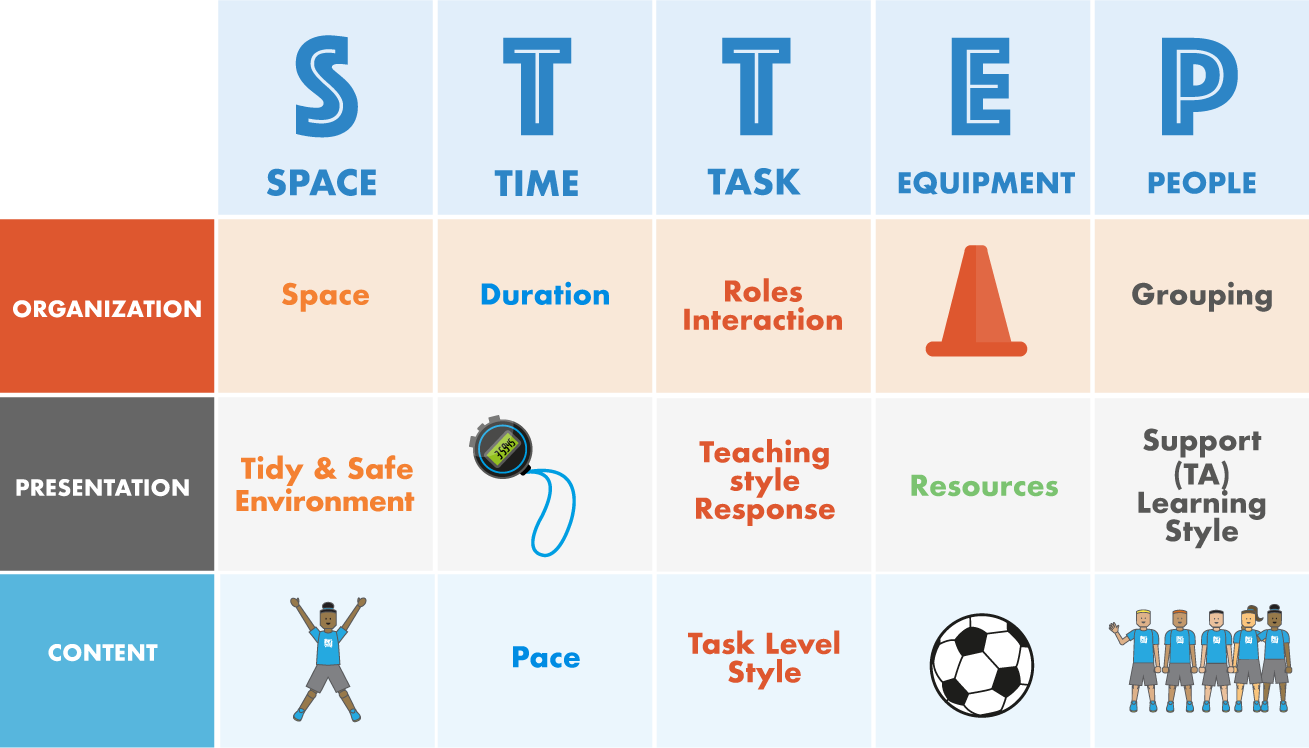 S T T E P
SPACE TIME TASK EQUIPMENT PEOPLE
ORGANIZATION
Space
Duration
Roles
Interaction
Grouping
PRESENTATION
Tidy & Safe
Environment
35945
Teaching
style
Response
Resources
Support
(TA)
Learning
Style
CONTENT
Pace
Task Level
Style